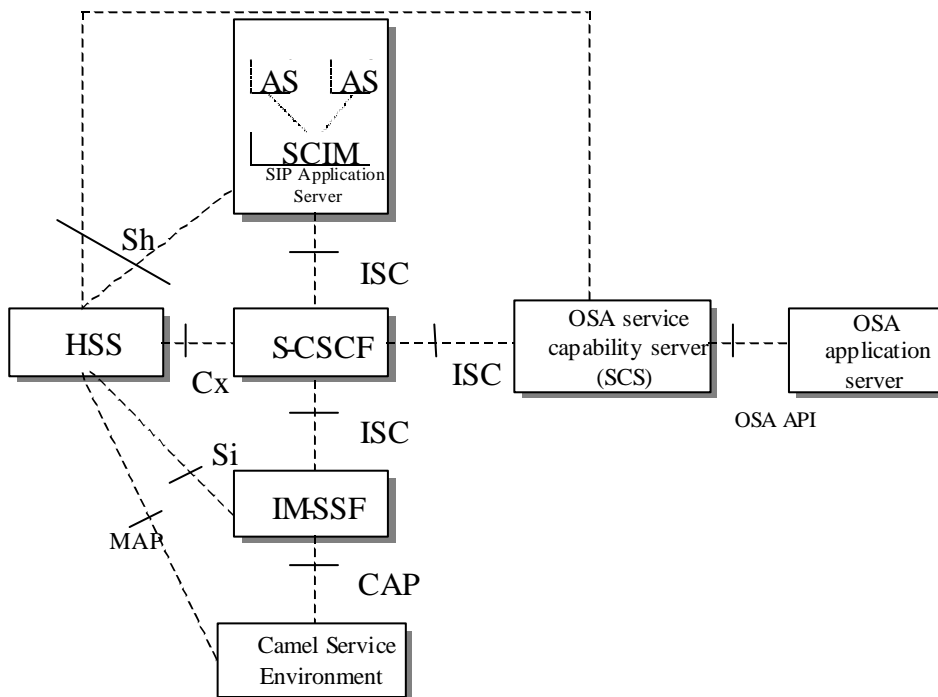 AS AS
SCIM
SIP Application
Server
Sh
ISC
HSS
S-CSCF
OSA service
capability server
(SCS)
OSA
application
server
Cx
ISC
ISC
OSA API
Si
IM-SSF
MAP
CAP
Camel Service
Environment